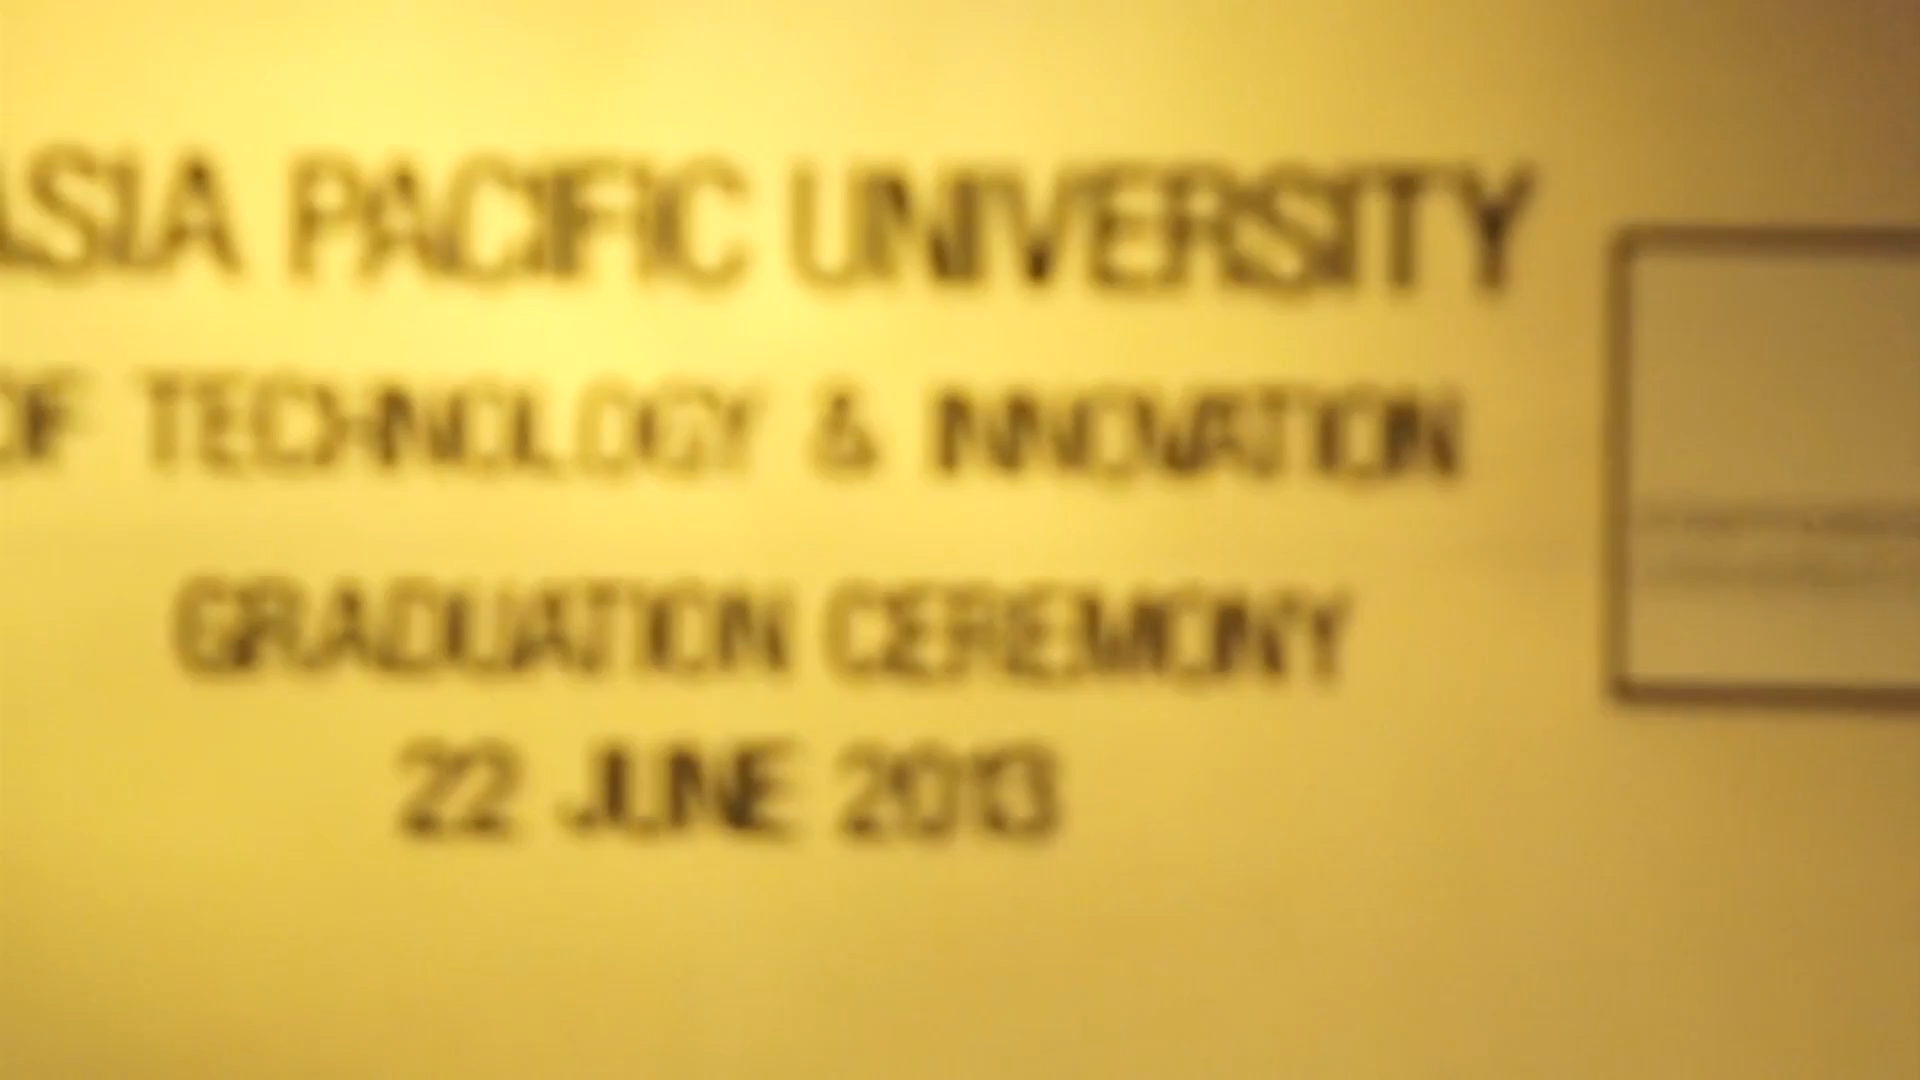 ASIA PACIFIC UNIVERSITY
OF TECHNOLOGY & INNOVATION
GRADUATION CEREMONY
22 JUNE 2013